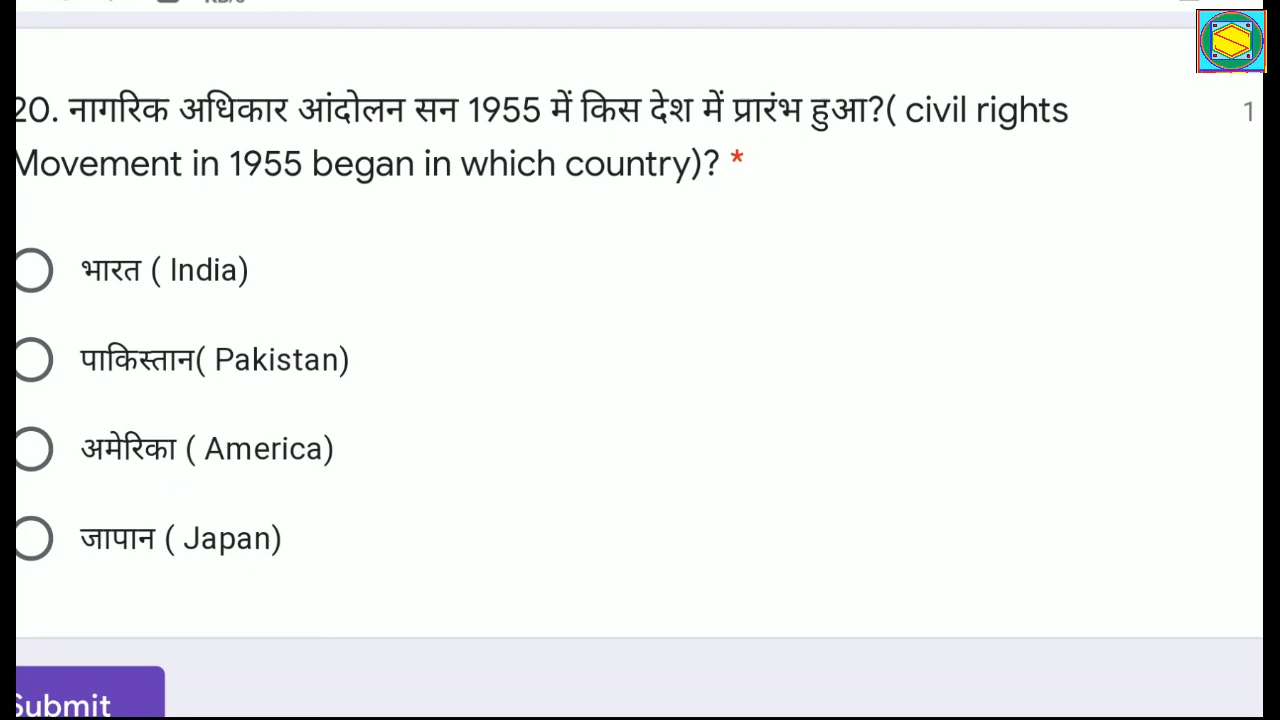 20. नागरिक अधिकार आंदोलन सन 1955 में किस देश में प्रारंभ हुआ?( civil rights
Movement in 1955 began in which country)? *
1
भारत ( India)
पाकिस्तान( Pakistan)
अमेरिका ( America)
जापान ( Japan)
Submit